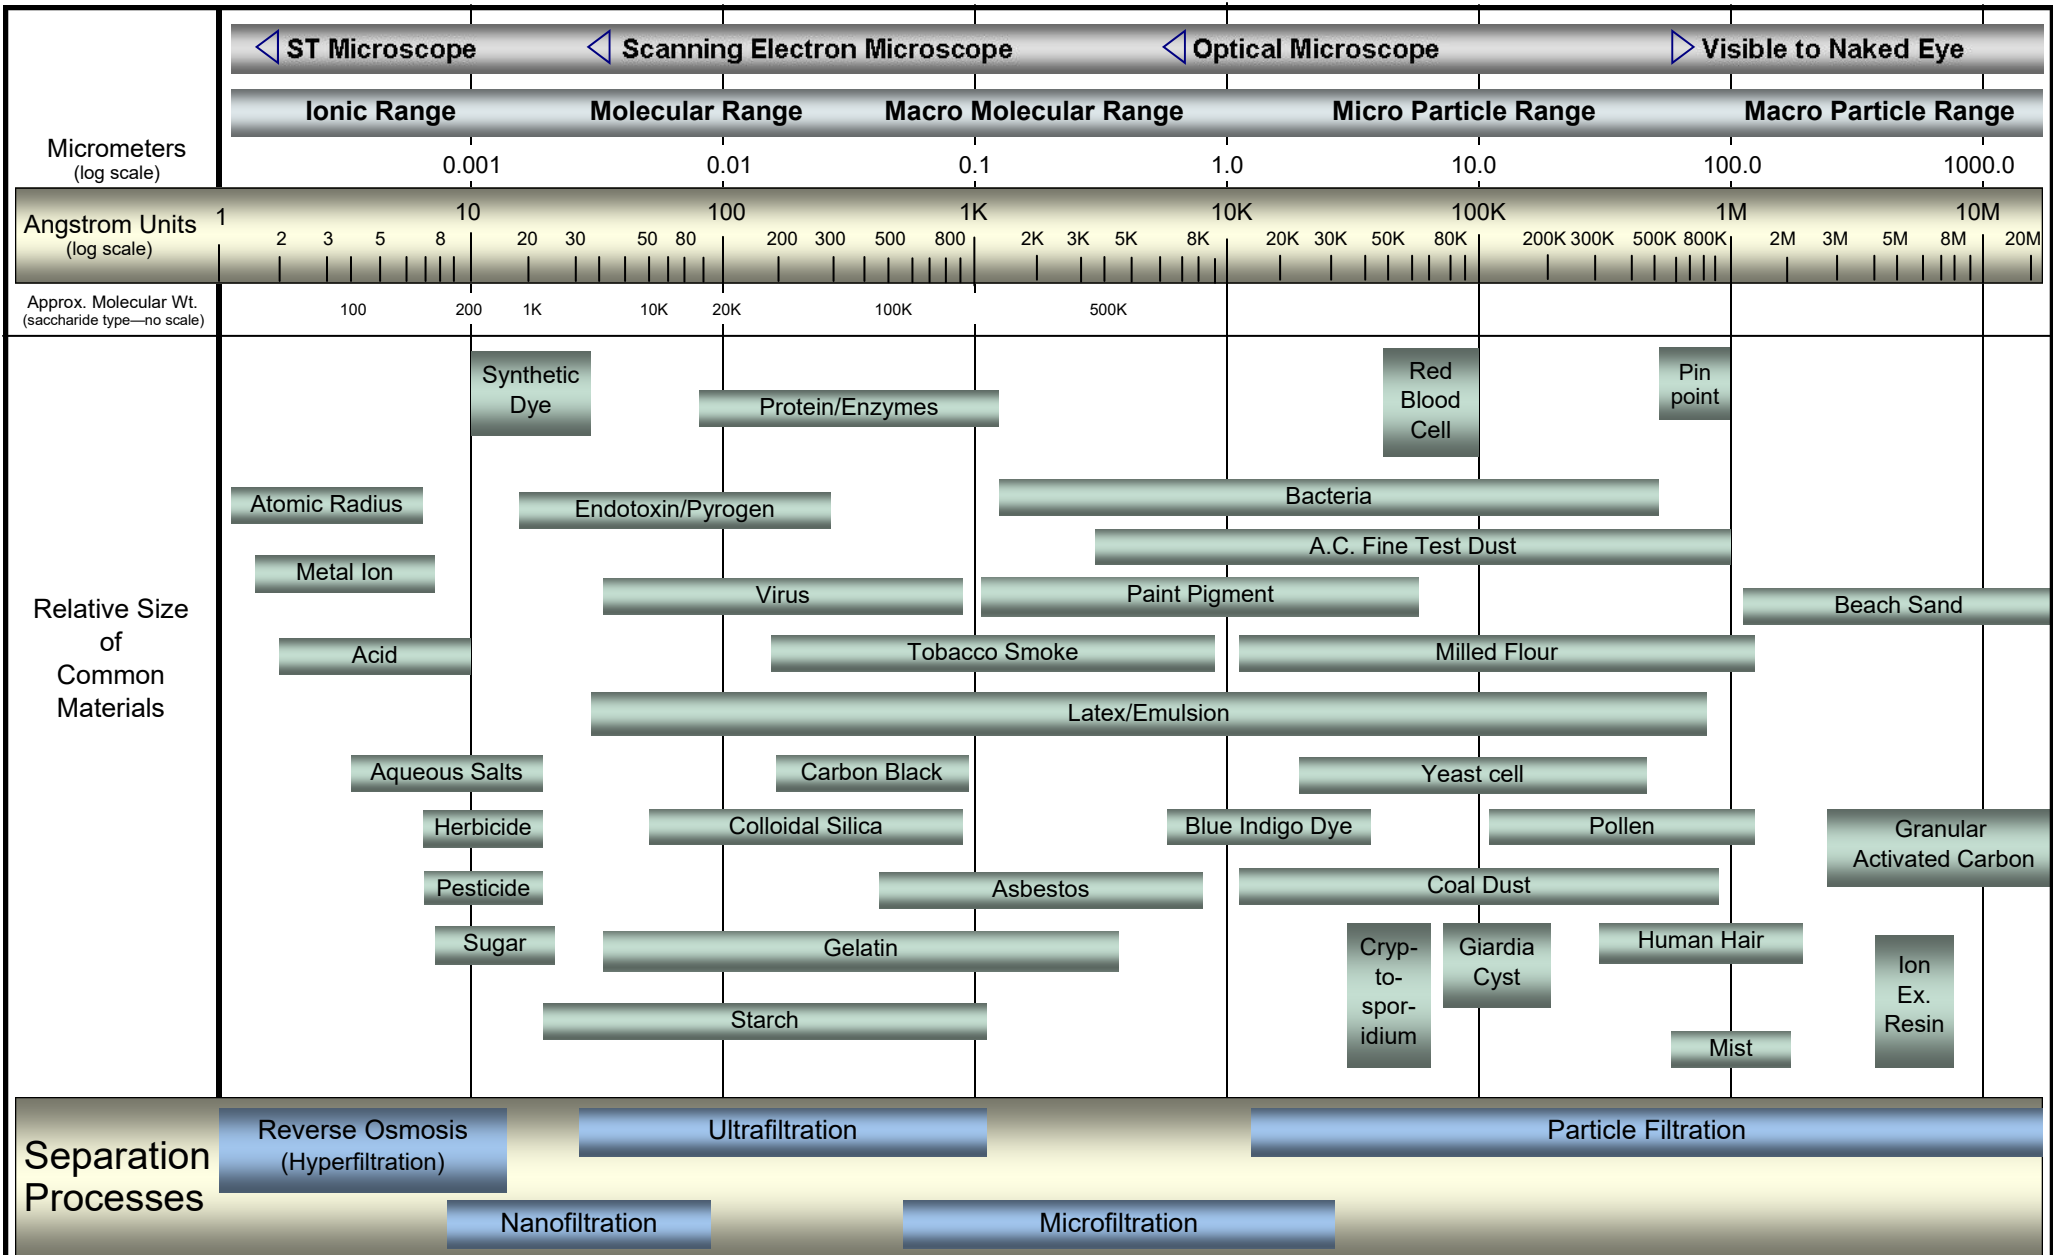 ST Microscope Scanning Electron Microscope Optical Microscope Visible to Naked Eye
Ionic Range Molecular Range Macro Molecular Range Micro Particle Range Macro Particle Range
Micrometers
(log scale)
0.001 0.01 0.1 1.0 10.0 100.0 1000.0
Angstrom Units
(log scale)
1 10 100 1K 10K 100K 1M 10M
2 3 5 8 20 30 50 80 200 300 500 800 2K 3K 5K 8K 20K 30K 50K 80K 200K 300K 500K 800K 2M 3M 5M 8M 20M
Approx. Molecular Wt.
(saccharide type—no scale)
100 200 1K 10K 20K 100K 500K
Relative Size
of
Common
Materials
Synthetic
Dye
Protein/Enzymes
Red
Blood
Cell
Pin
point
Atomic Radius
Endotoxin/Pyrogen
Bacteria
A.C. Fine Test Dust
Metal Ion
Virus
Paint Pigment
Beach Sand
Acid
Tobacco Smoke
Milled Flour
Latex/Emulsion
Aqueous Salts
Carbon Black
Yeast cell
Herbicide
Colloidal Silica
Blue Indigo Dye
Pollen
Granular
Activated Carbon
Pesticide
Asbestos
Coal Dust
Sugar
Gelatin
Cryp-
to-
spor-
idium
Giardia
Cyst
Human Hair
Ion
Ex.
Resin
Starch
Mist
Separation
Processes
Reverse Osmosis
(Hyperfiltration)
Ultrafiltration
Particle Filtration
Nanofiltration
Microfiltration